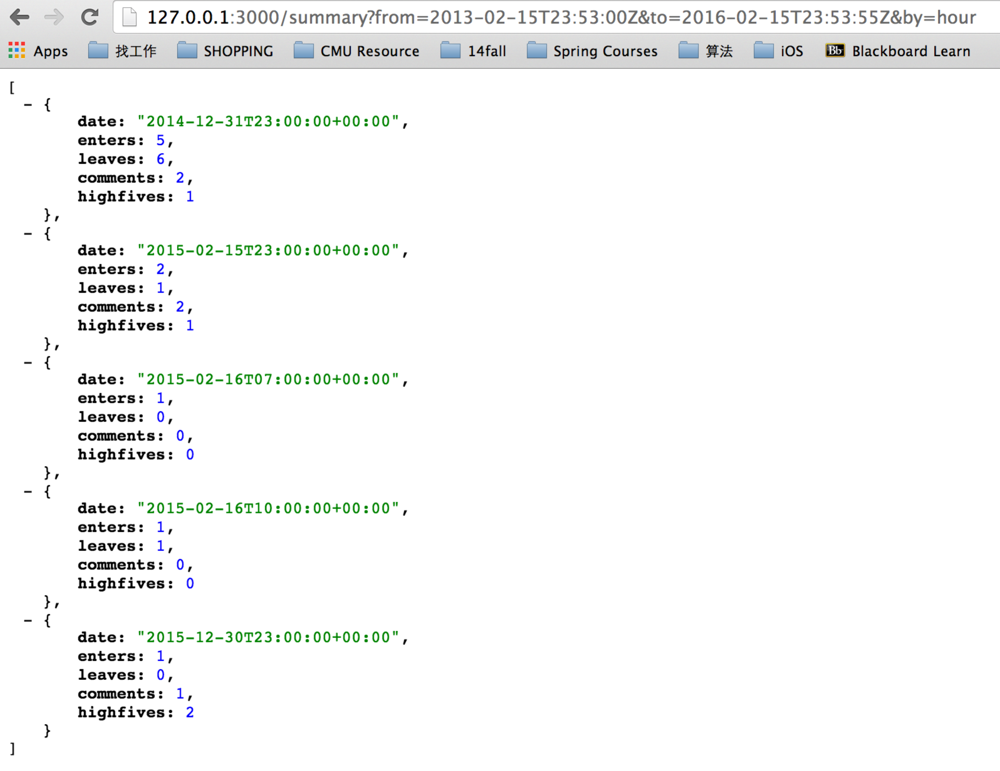 127.0.0.1:3000/summary?from=2013-02-15T23:53:00Z&to=2016-02-15T23:53:55Z&by=hour
Apps 找工作 SHOPPING CMU Resource 14fall Spring Courses 算法 iOS Bb Blackboard Learn
[
- {
date: "2014-12-31T23:00:00+00:00",
enters: 5,
leaves: 6,
comments: 2,
highfives: 1
},
- {
date: "2015-02-15T23:00:00+00:00",
enters: 2,
leaves: 1,
comments: 2,
highfives: 1
},
- {
date: "2015-02-16T07:00:00+00:00",
enters: 1,
leaves: 0,
comments: 0,
highfives: 0
},
- {
date: "2015-02-16T10:00:00+00:00",
enters: 1,
leaves: 1,
comments: 0,
highfives: 0
},
- {
date: "2015-12-30T23:00:00+00:00",
enters: 1,
leaves: 0,
comments: 1,
highfives: 2
}
]